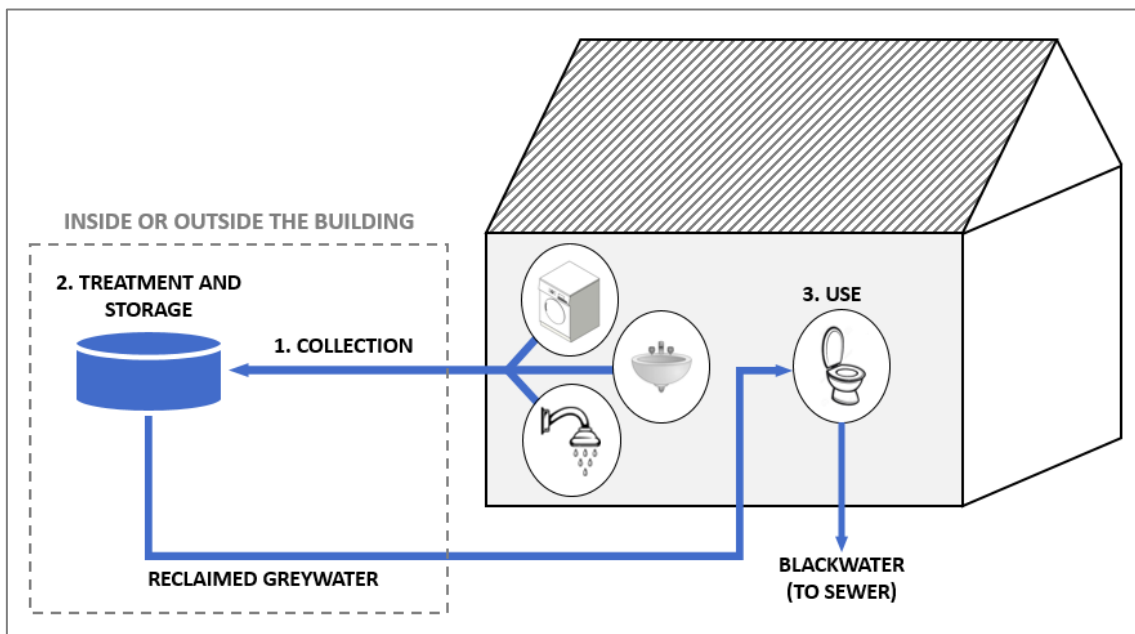 INSIDE OR OUTSIDE THE BUILDING
2. TREATMENT AND
STORAGE
1. COLLECTION
3. USE
RECLAIMED GREYWATER
BLACKWATER
(TO SEWER)